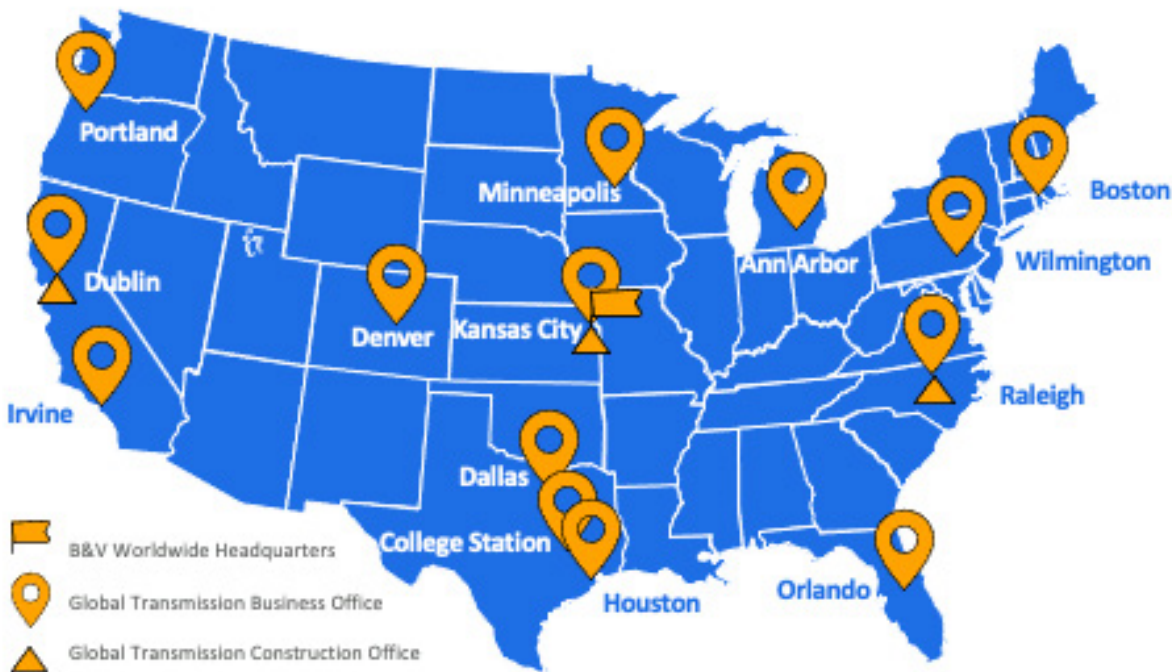 Portland
Minneapolis
Boston
Wilmington
Ann Arbor
Dublin
Denver
Kansas City
Raleigh
Irvine
Dallas
College Station
Houston
Orlando
B&V Worldwide Headquarters
Global Transmission Business Office
Global Transmission Construction Office